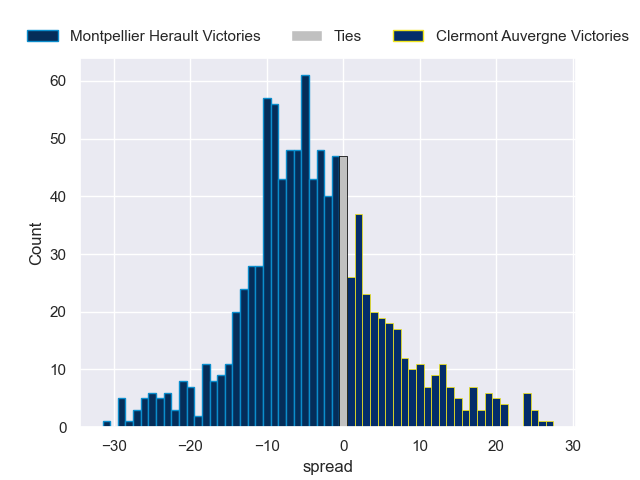 Montpellier Herault Victories Ties Clermont Auvergne Victories
60
50
40
30
20
10
0
Count
−30 −20 −10 0 10 20 30
spread